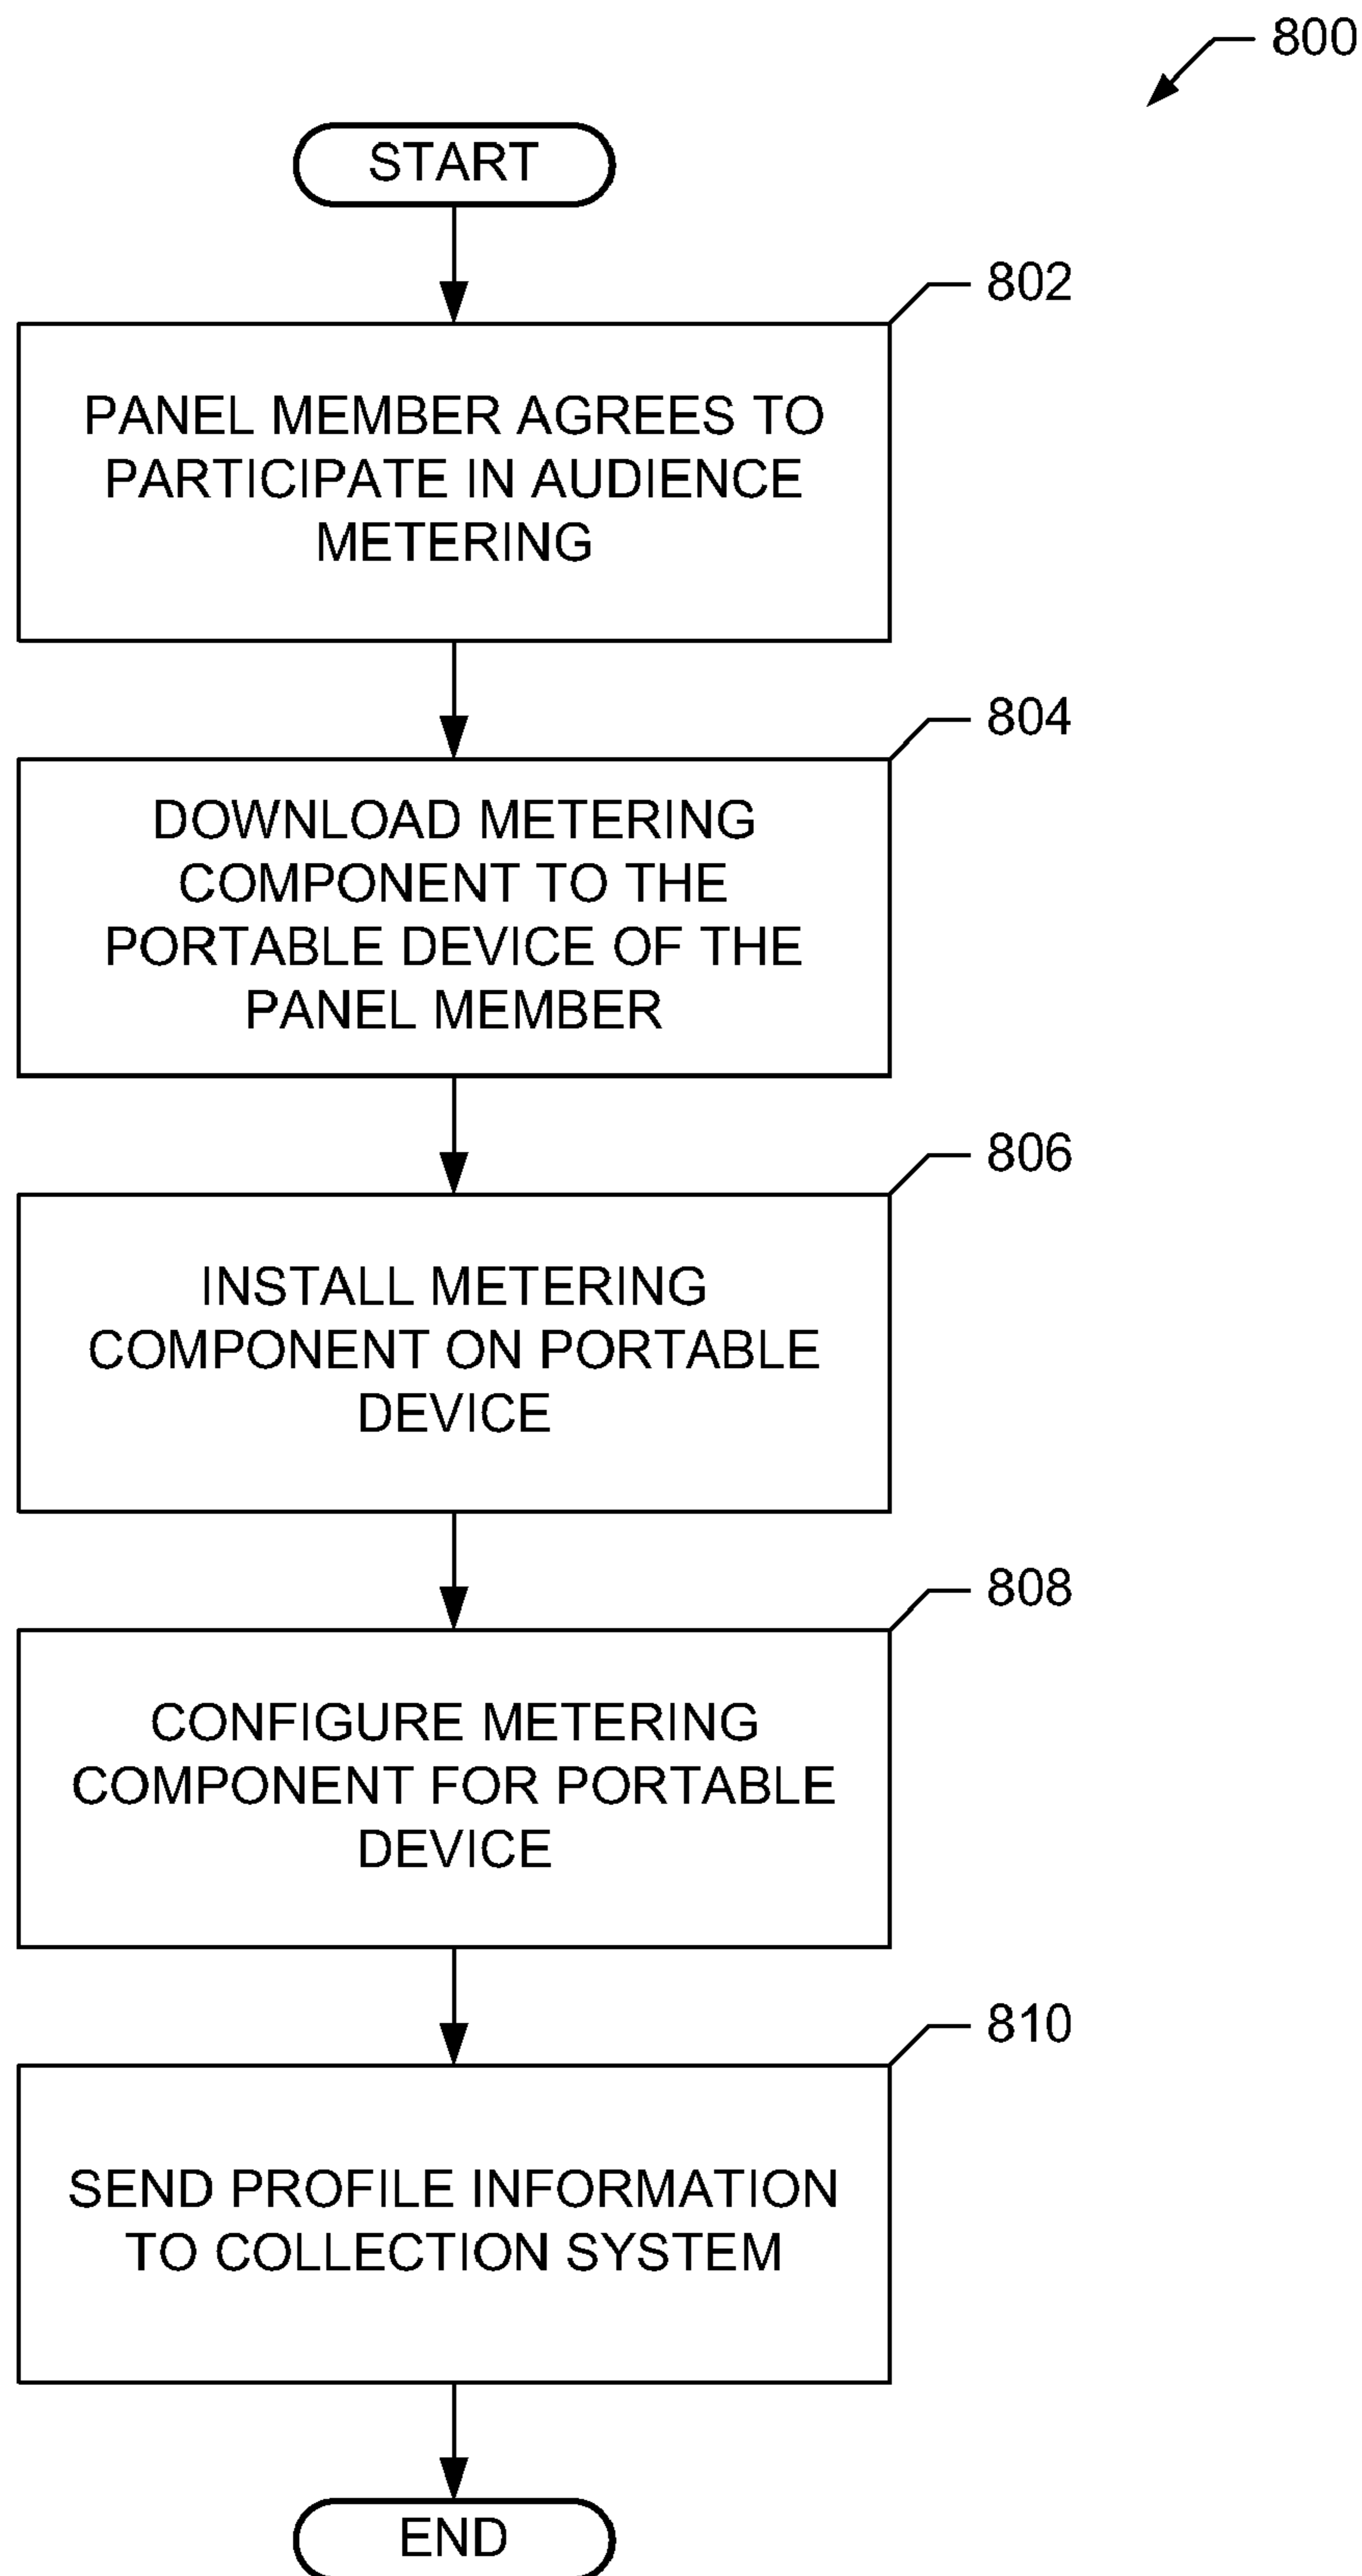 800
START
802
PANEL MEMBER AGREES TO
PARTICIPATE IN AUDIENCE
METERING
804
DOWNLOAD METERING
COMPONENT TO THE
PORTABLE DEVICE OF THE
PANEL MEMBER
806
INSTALL METERING
COMPONENT ON PORTABLE
DEVICE
808
CONFIGURE METERING
COMPONENT FOR PORTABLE
DEVICE
810
SEND PROFILE INFORMATION
TO COLLECTION SYSTEM
END